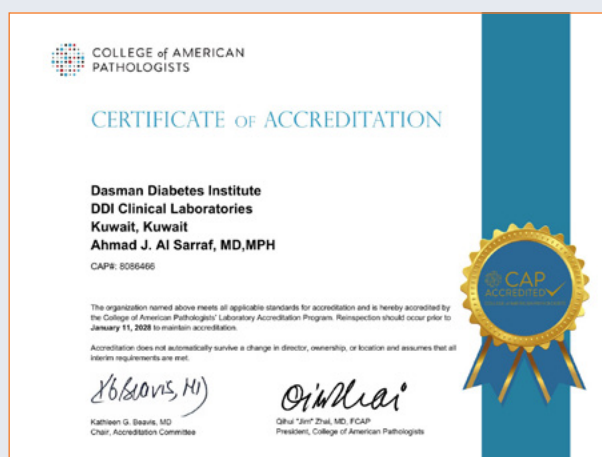 COLLEGE of AMERICAN
PATHOLOGISTS
CERTIFICATE OF ACCREDITATION
Dasman Diabetes Institute
DDI Clinical Laboratories
Kuwait, Kuwait
Ahmad J. Al Sarraf, MD,MPH
CAP#: 8086466
The organization named above meets all applicable standards for accreditation and is hereby accredited by
the College of American Pathologists' Laboratory Accreditation Program. Reinspection should occur prior to
January 11, 2028 to maintain accreditation.
Accreditation does not automatically survive a change in director, ownership, or location and assumes that all
interim requirements are met.
Kathleen G. Beavis, MD
Chair, Accreditation Committee
Qihui "Jim" Zhai, MD, FCAP
President, College of American Pathologists
CAP
ACCREDITED
COLLEGE of AMERICAN PATHOLOGISTS